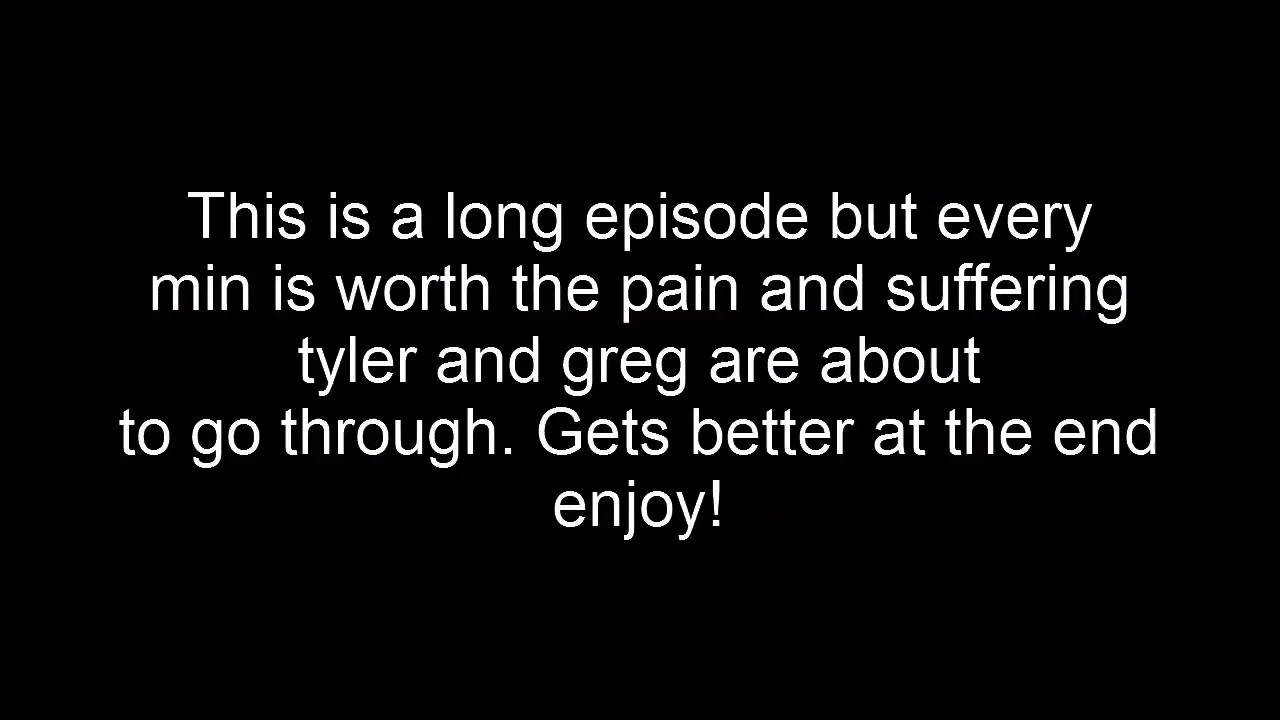 This is a long episode but every
min is worth the pain and suffering
tyler and greg are about
to go through. Gets better at the end
enjoy!